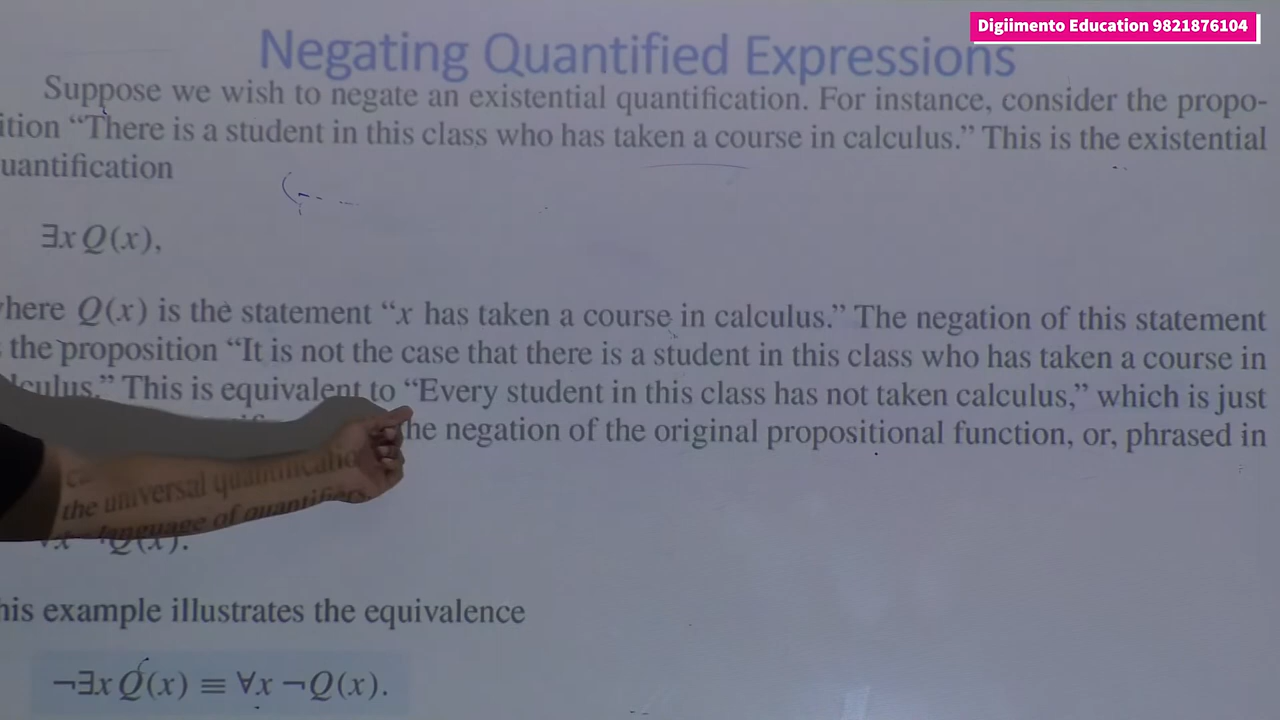 Digiimento Education 9821876104
Negating Quantified Expressions
Suppose we wish to negate an existential quantification. For instance, consider the propo-
ition “There is a student in this class who has taken a course in calculus.” This is the existential
uantification
∃x Q(x),
here Q(x) is the statement “x has taken a course in calculus.” The negation of this statement
the proposition “It is not the case that there is a student in this class who has taken a course in
lculus.” This is equivalent to “Every student in this class has not taken calculus,” which is just
the universal quantification he negation of the original propositional function, or, phrased in
the language of quantifiers
∀x ¬Q(x).
his example illustrates the equivalence
¬∃x Q(x) ≡ ∀x ¬Q(x).